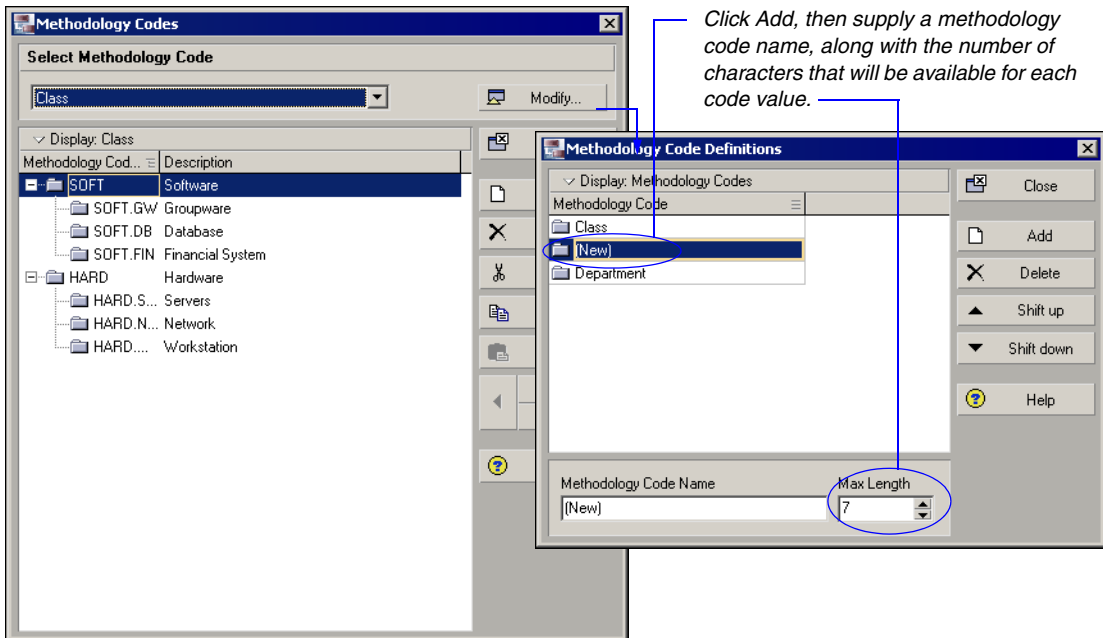 Methodology Codes
Select Methodology Code
Class
Modify...
Display: Class
Methodology Cod... Description
SOFT Software
SOFT.GW Groupware
SOFT.DB Database
SOFT.FIN Financial System
HARD Hardware
HARD.S... Servers
HARD.N... Network
HARD.... Workstation
Click Add, then supply a methodology
code name, along with the number of
characters that will be available for each
code value.
Methodology Code Definitions
Display: Methodology Codes
Methodology Code
Class
(New)
Department
Close
Add
Delete
Shift up
Shift down
Help
Methodology Code Name
(New)
Max Length
7